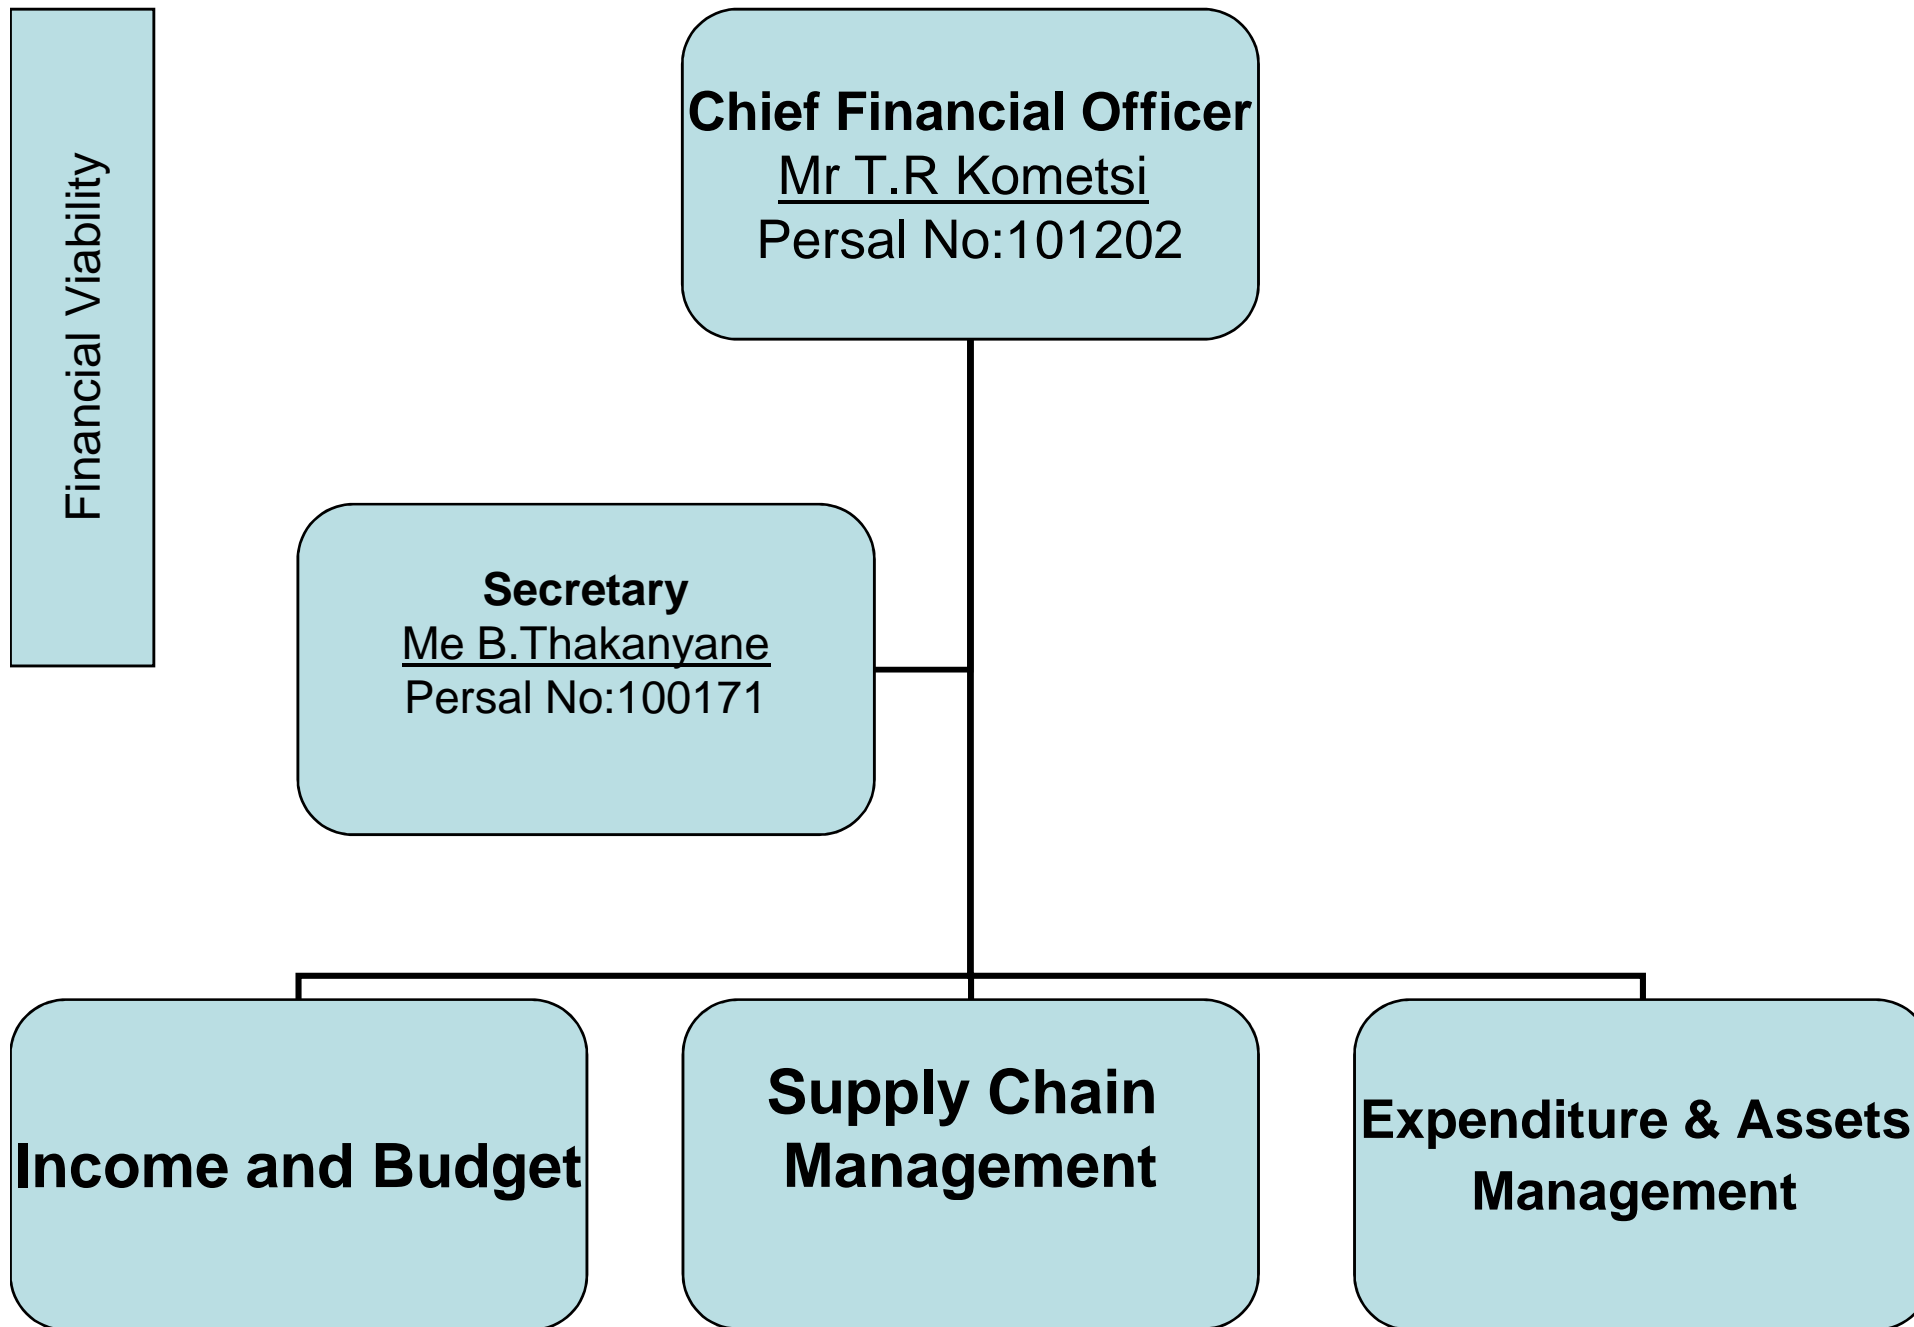 Financial Viability
Chief Financial Officer
Mr T.R Kometsi
Persal No:101202
Secretary
Me B.Thakanyane
Persal No:100171
Income and Budget
Supply Chain
Management
Expenditure & Assets
Management